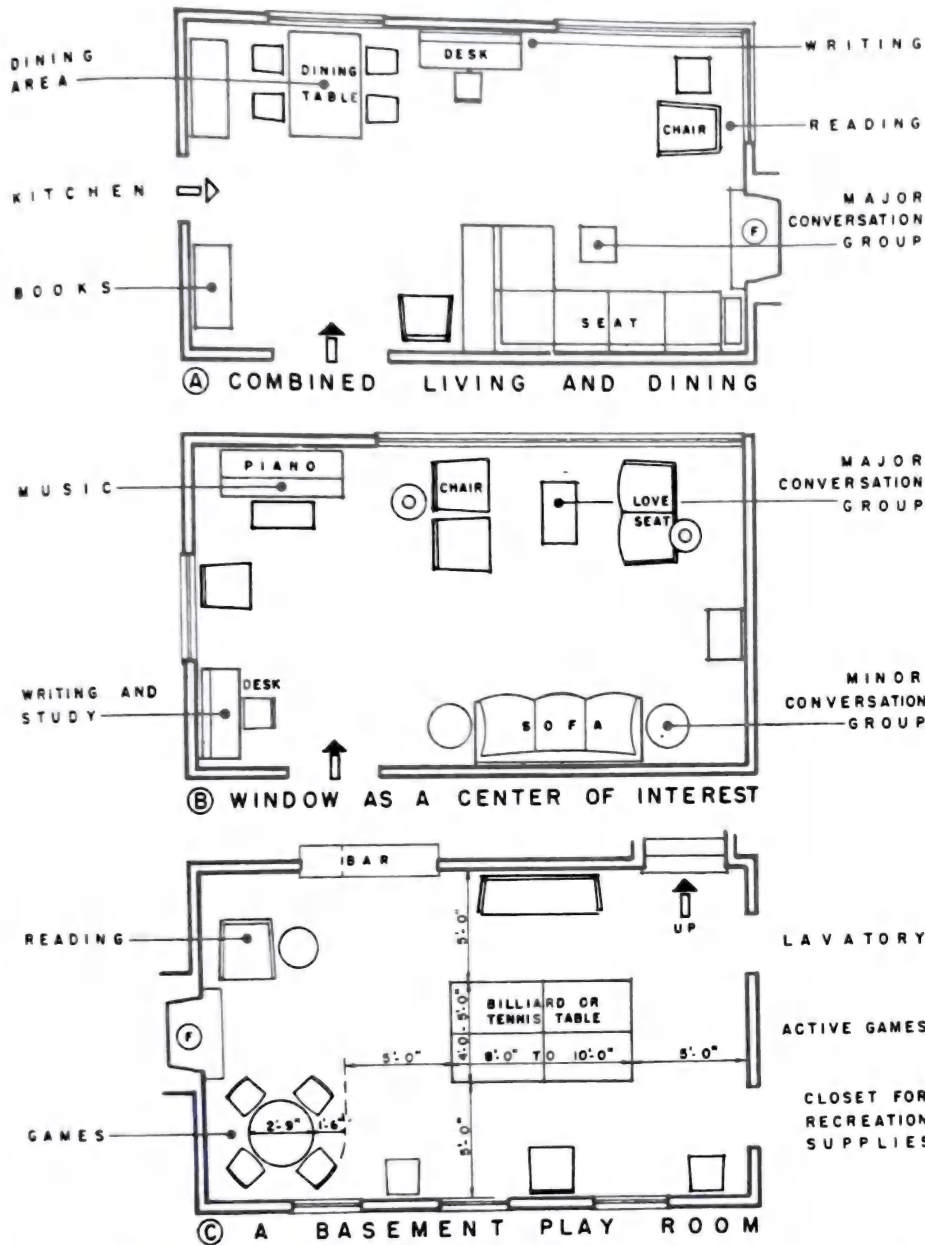 DINING
AREA
DINING
TABLE
DESK
WRITING
CHAIR
READING
KITCHEN
MAJOR
CONVERSATION
GROUP
F
BOOKS
SEAT
A COMBINED LIVING AND DINING
PIANO
MUSIC
CHAIR
LOVE
SEAT
MAJOR
CONVERSATION
GROUP
WRITING AND
STUDY
DESK
SOFA
MINOR
CONVERSATION
GROUP
B WINDOW AS A CENTER OF INTEREST
BAR
READING
UP
LAVATORY
5'-0"
BILLIARD OR
TENNIS TABLE
ACTIVE GAMES
F
4'-0-5'-0"
5'-0"
8'-0" TO 10'-0"
5'-0"
CLOSET FOR
RECREATION
SUPPLIES
GAMES
2'-9"
1'-6"
5'-0"
C A BASEMENT PLAY ROOM